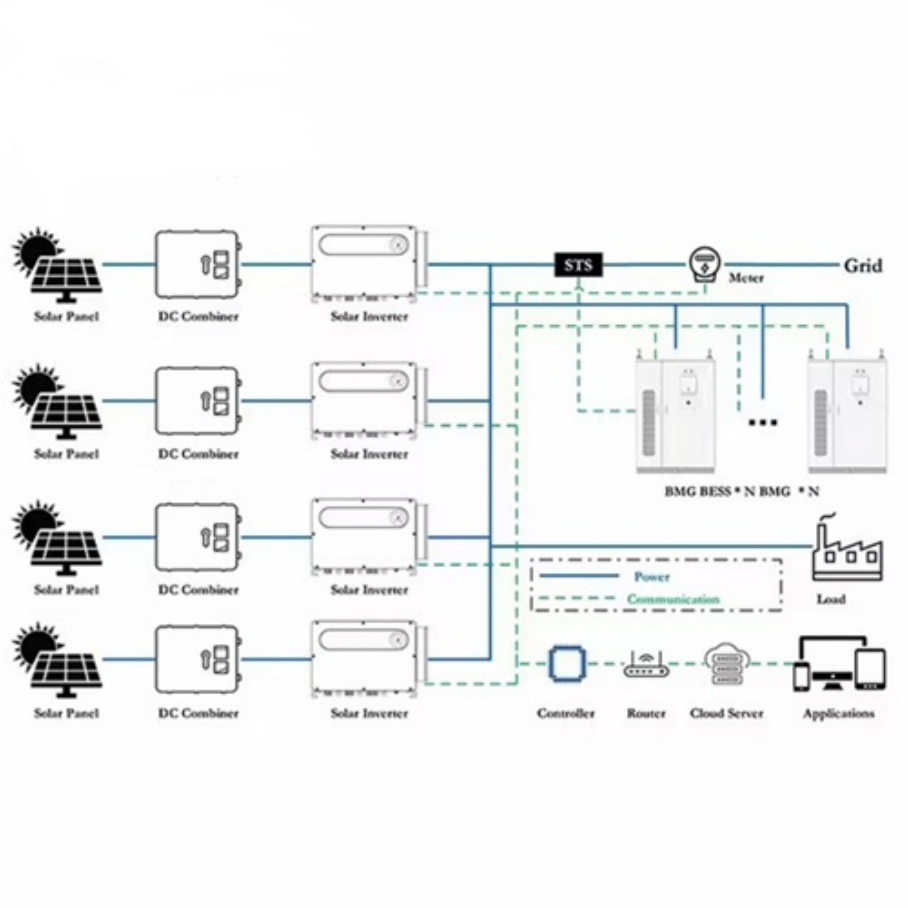 STS
Grid
Meter
Solar Panel
DC Combiner
Solar Inverter
Solar Panel
DC Combiner
Solar Inverter
BMG BESS * N BMG * N
Solar Panel
DC Combiner
Solar Inverter
Power
Communication
Load
Solar Panel
DC Combiner
Solar Inverter
Controller
Router
Cloud Server
Applications